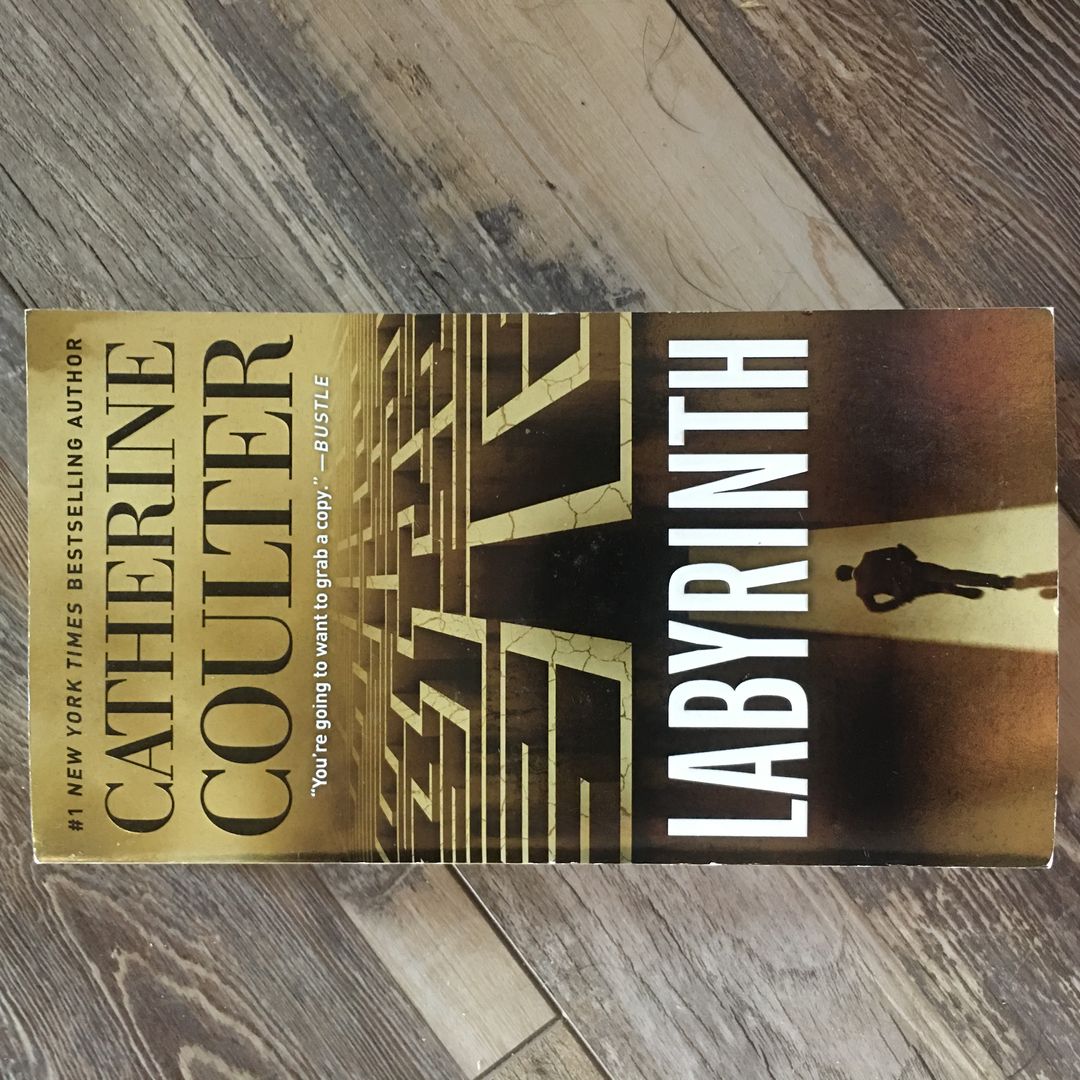 #1 NEW YORK TIMES BESTSELLING AUTHOR
CATHERINE
COULTER
“You’re going to want to grab a copy.” —BUSTLE
LABYRINTH